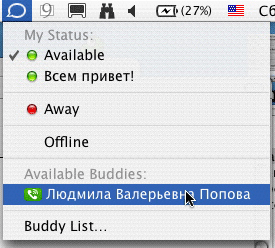 (27%)
My Status:
Available
Всем привет!
Away
Offline
Available Buddies:
Людмила Валерьевна Попова
Buddy List...